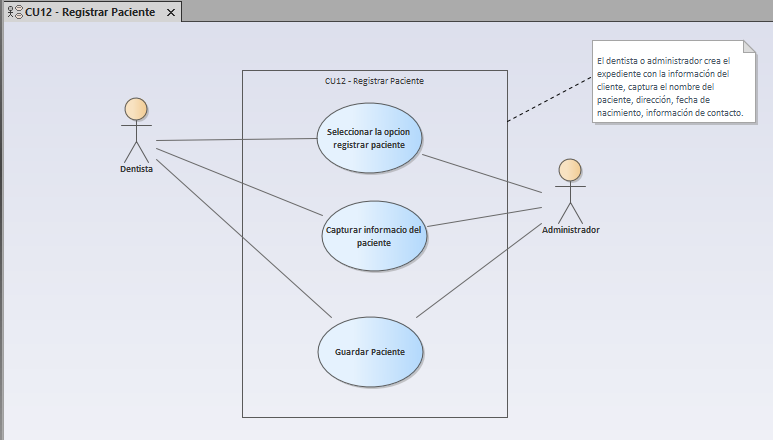 CU12 - Registrar Paciente
El dentista o administrador crea el
expediente con la información del
cliente, captura el nombre del
paciente, dirección, fecha de
nacimiento, información de contacto.
CU12 - Registrar Paciente
Seleccionar la opcion
registrar paciente
Dentista
Capturar informacio del
paciente
Administrador
Guardar Paciente